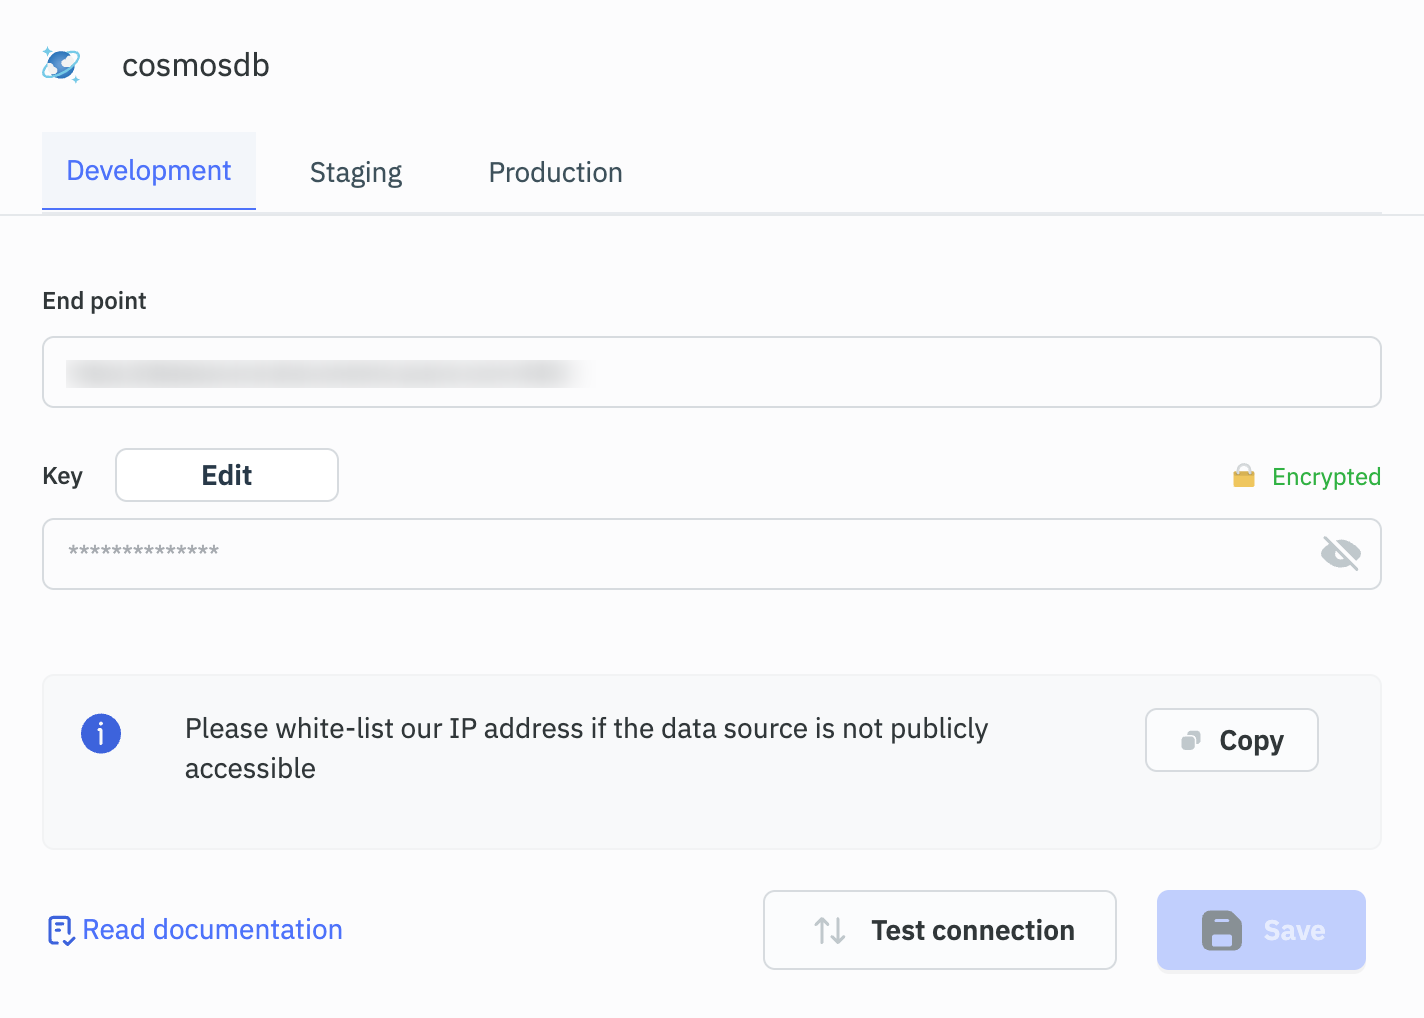 cosmosdb
Development Staging Production
End point
Key Edit Encrypted
**************
Please white-list our IP address if the data source is not publicly
accessible
Copy
Read documentation Test connection Save